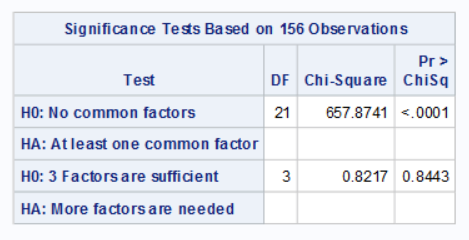 Significance Tests Based on 156 Observations
Test DF Chi-Square Pr > ChiSq
H0: No common factors 21 657.8741 <.0001
HA: At least one common factor
H0: 3 Factors are sufficient 3 0.8217 0.8443
HA: More factors are needed